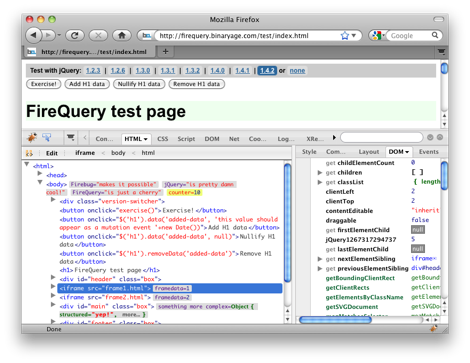 Mozilla Firefox
http://firequery.binaryage.com/test/index.html
Google
http://firequery..../test/index.html
Test with jQuery: 1.2.3 | 1.2.6 | 1.3.0 | 1.3.1 | 1.3.2 | 1.4.0 | 1.4.1 | 1.4.2 or none
Exercise! Add H1 data Nullify H1 data Remove H1 data
FireQuery test page
Con... HTML CSS Script DOM Net Coo... Log... XRe...
Edit iframe < body < html
Style Com... Layout DOM Events
<html>
<head>
<body> Firebug="makes it possible" jQuery="is pretty damn
cool!" FireQuery="is just a cherry" counter=10
<div class="version-switcher">
<button onclick="exercise()">Exercise!</button>
<button onclick="$('h1').data('added-data', 'this value should
appear as a mutation event '+new Date())">Add H1 data</button>
<button onclick="$('h1').data('added-data', null)">Nullify H1
data</button>
<button onclick="$('h1').removeData('added-data')">Remove H1
data</button>
<h1>FireQuery test page</h1>
<div id="header" class="box">
<iframe src="frame1.html"> framedata=1
<iframe src="frame2.html"> framedata=2
<div id="main" class="box"> something more complex=Object {
structured="yep!", more... }
<div id="footer" class="box">
get childElementCount 0
get children [ ]
get classList { length
clientLeft 2
clientTop 2
contentEditable "inherit
draggable false
get firstElementChild null
jQuery1267317294737 5
get lastElementChild null
get nextElementSibling iframe
get previousElementSibling div#head
getBoundingClientRect getBound
getClientRects getClien
getElementsByClassName getEleme
getSVGDocument getSVGDo
Done